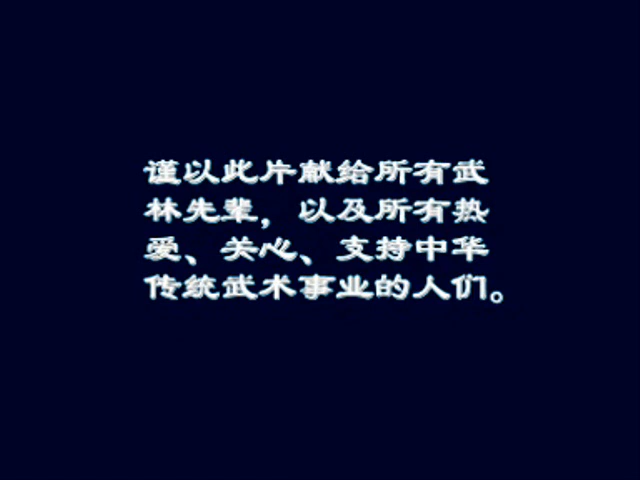 谨以此片献给所有武
林先辈，以及所有热
爱、关心、支持中华
传统武术事业的人们。